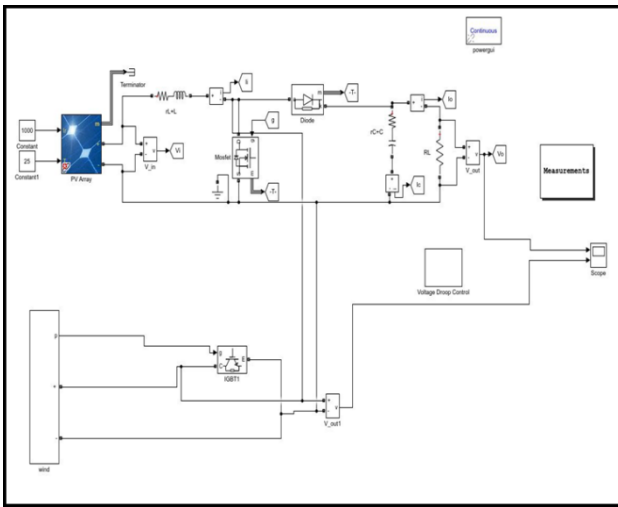 Continuous
powergui
Terminator
rL+L
Diode
-T-
Io
g
1000
Constant
25
Constant1
PV Array
V_in
Vi
Mosfet
-T-
rC+C
Ic
RL
V_out
Vo
Measurements
Scope
Voltage Droop Control
g
C
E
IGBT1
V_out1
wind